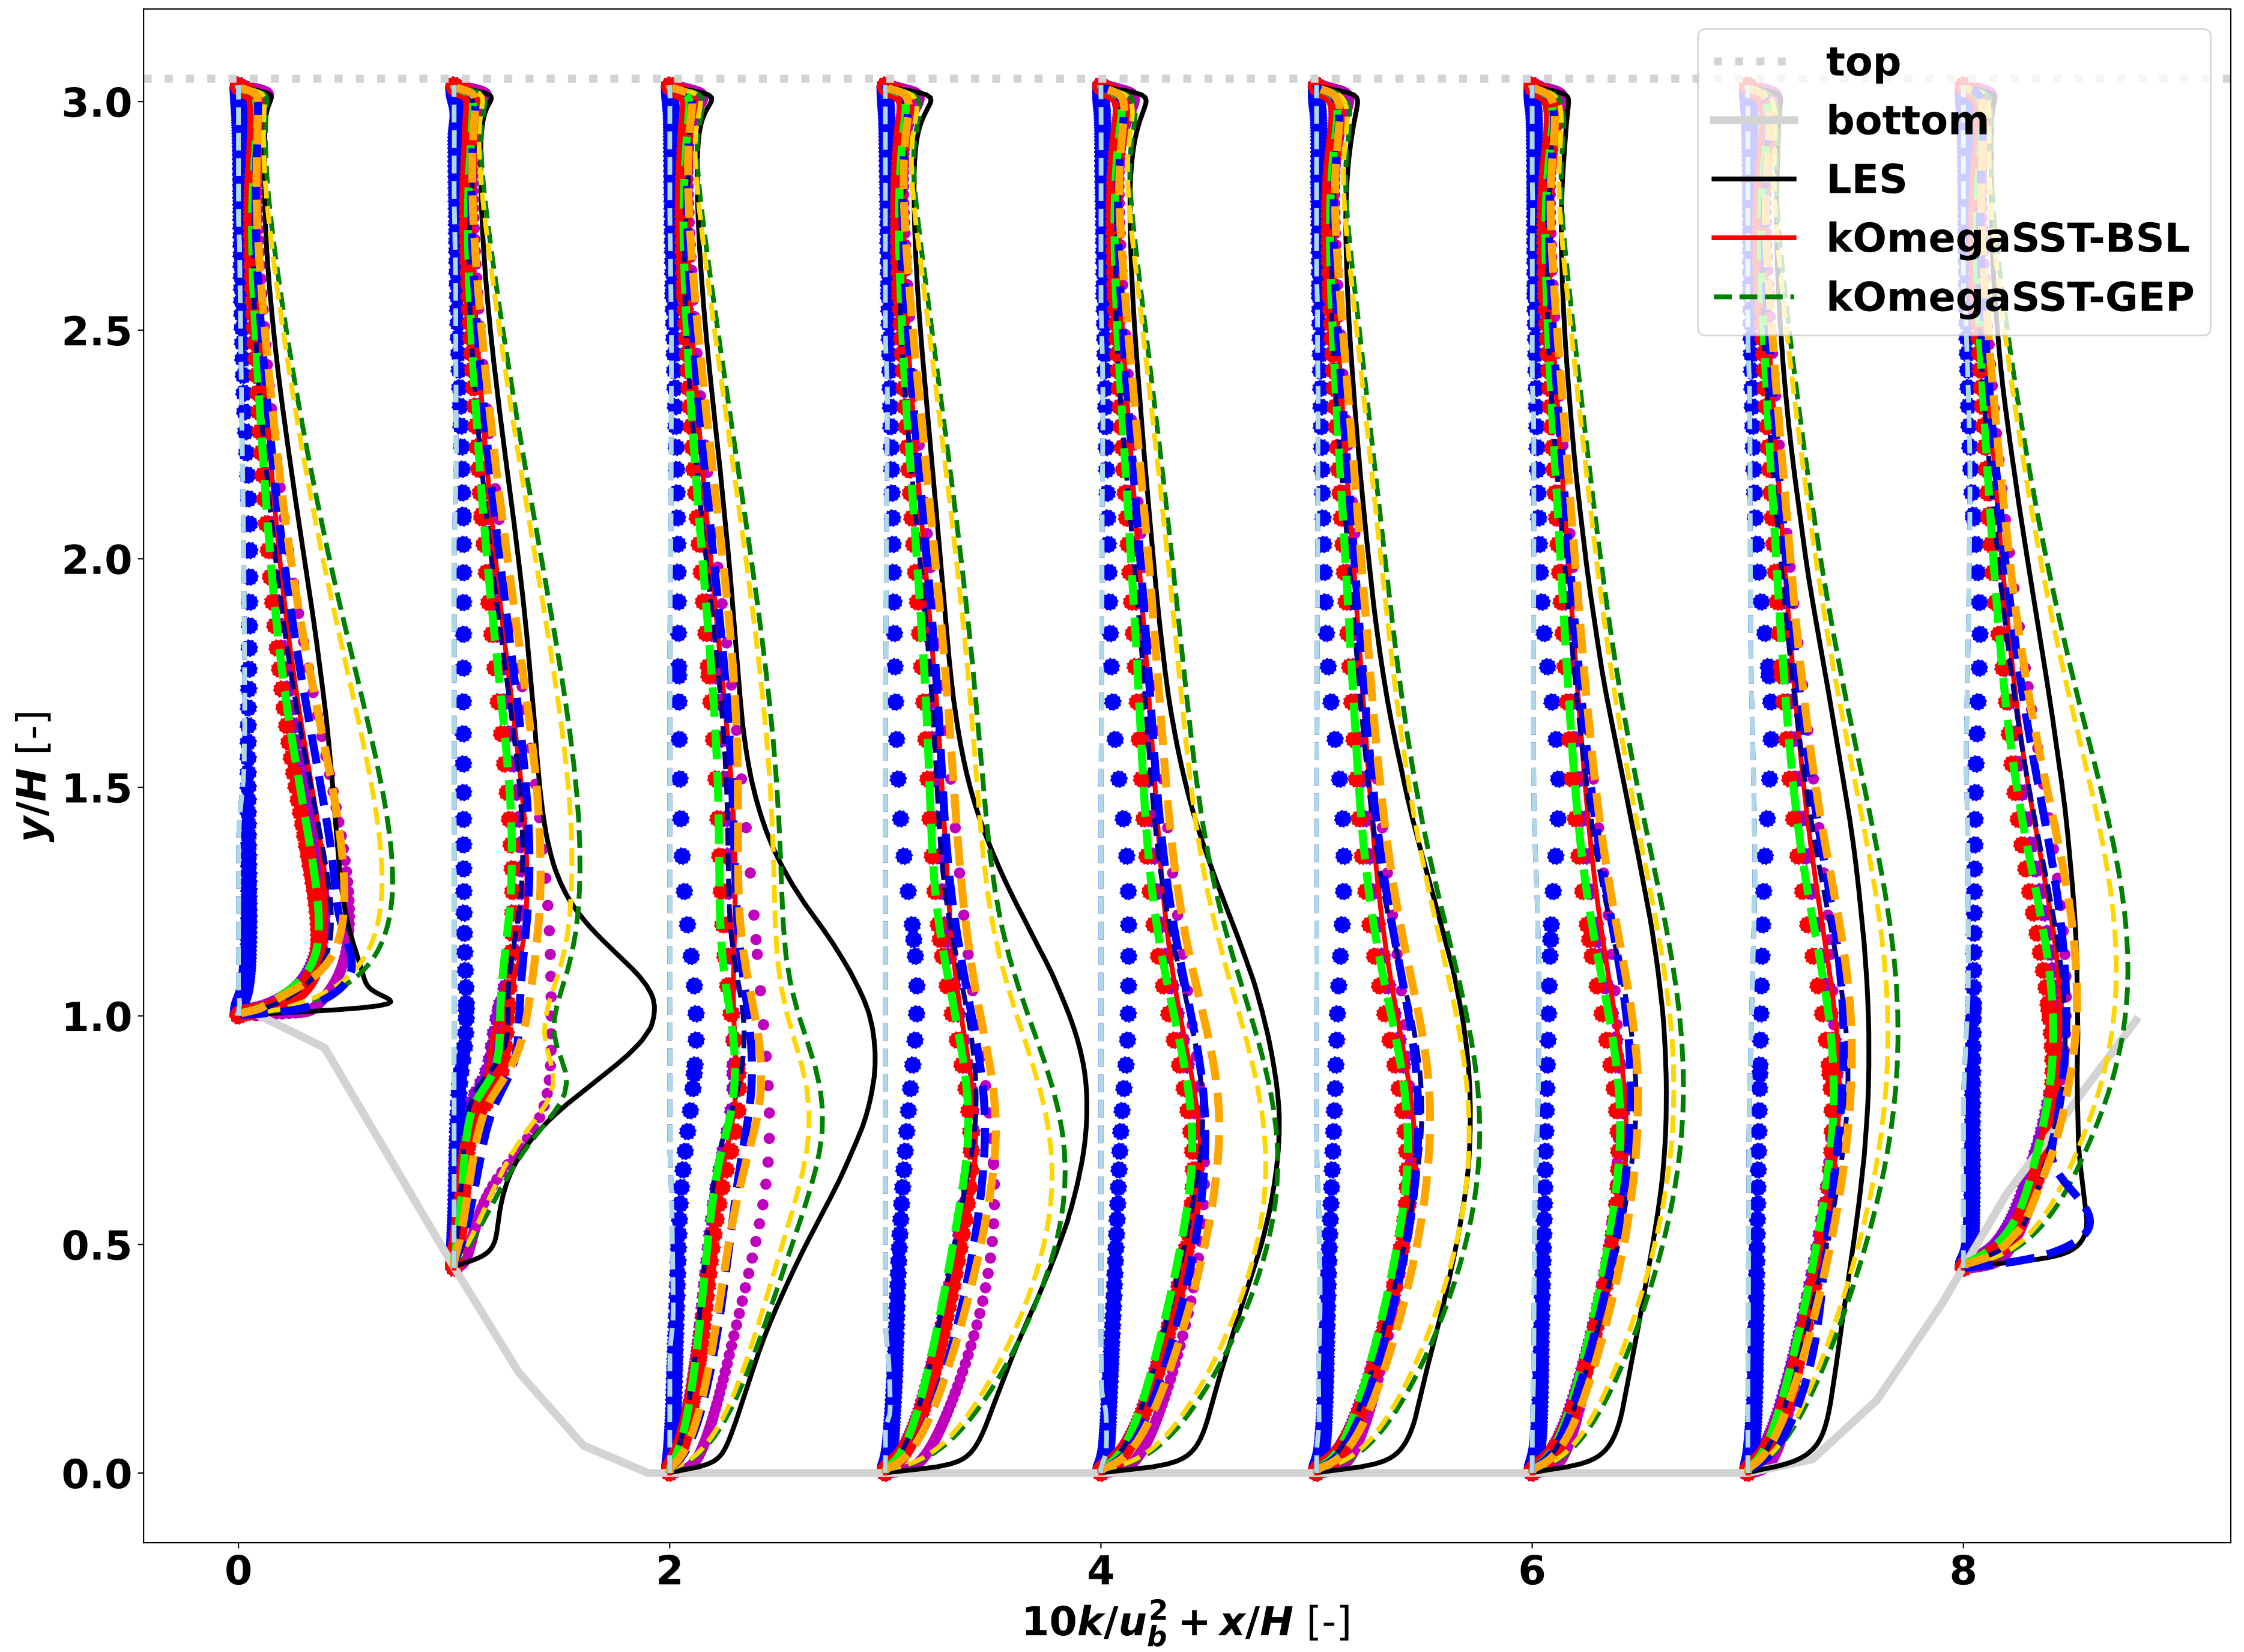 top
bottom
LES
kOmegaSST-BSL
kOmegaSST-GEP
3.0
2.5
2.0
1.5
1.0
0.5
0.0
y/H [-]
0 2 4 6 8
10k/u_b^2 + x/H [-]